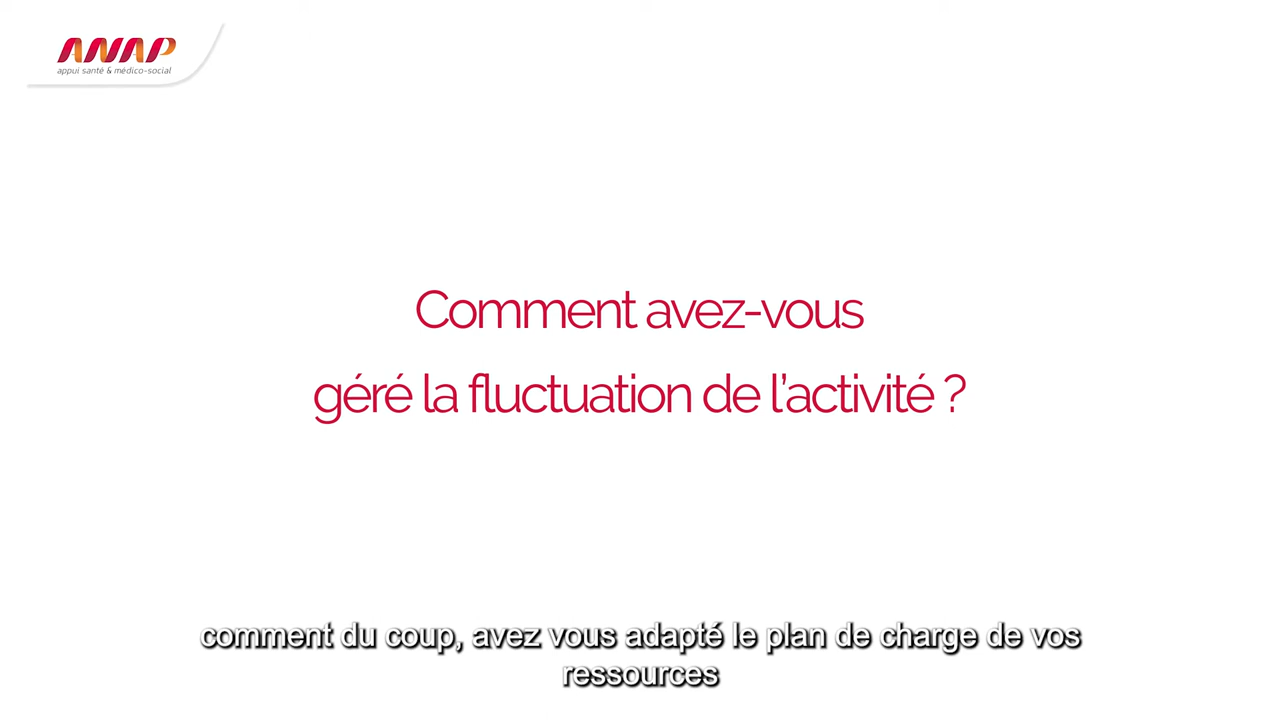 ANAP
appui santé & médico-social
Comment avez-vous
géré la fluctuation de l'activité ?
comment du coup, avez vous adapté le plan de charge de vos
ressources